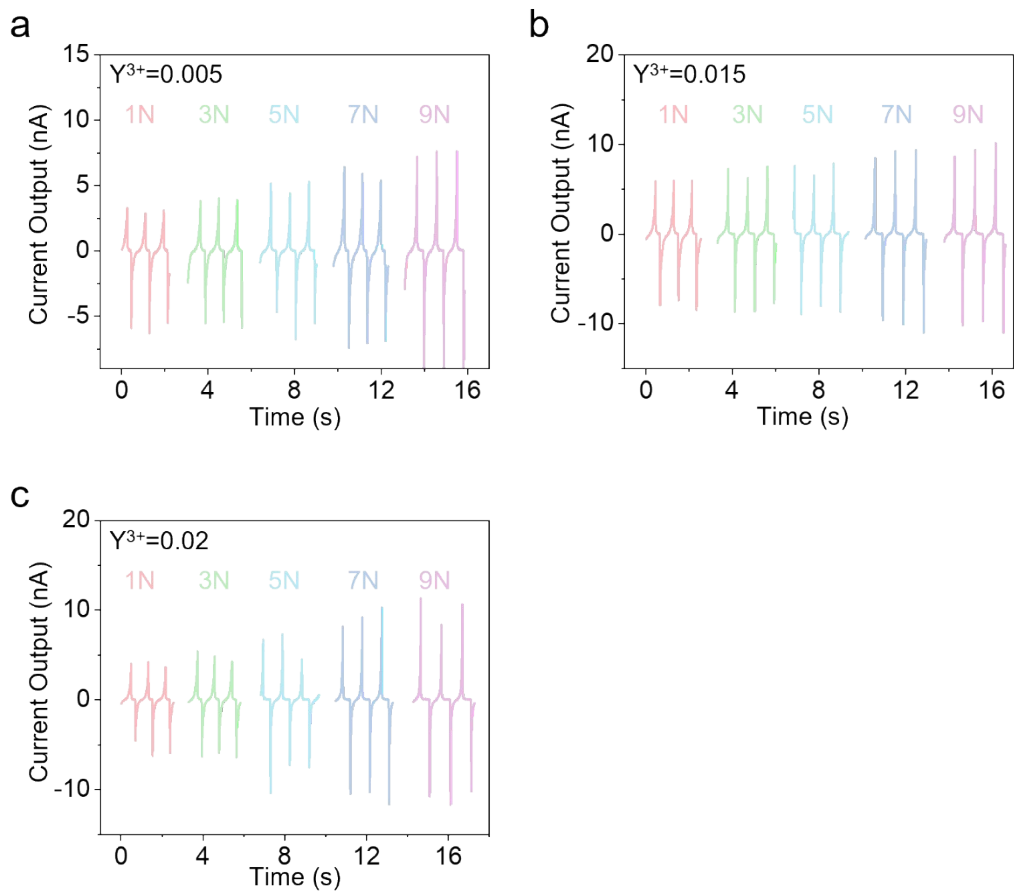 a
Y³⁺=0.005
1N 3N 5N 7N 9N
15
10
5
0
-5
Current Output (nA)
0 4 8 12 16
Time (s)
b
Y³⁺=0.015
1N 3N 5N 7N 9N
20
10
0
-10
Current Output (nA)
0 4 8 12 16
Time (s)
c
Y³⁺=0.02
1N 3N 5N 7N 9N
20
10
0
-10
Current Output (nA)
0 4 8 12 16
Time (s)